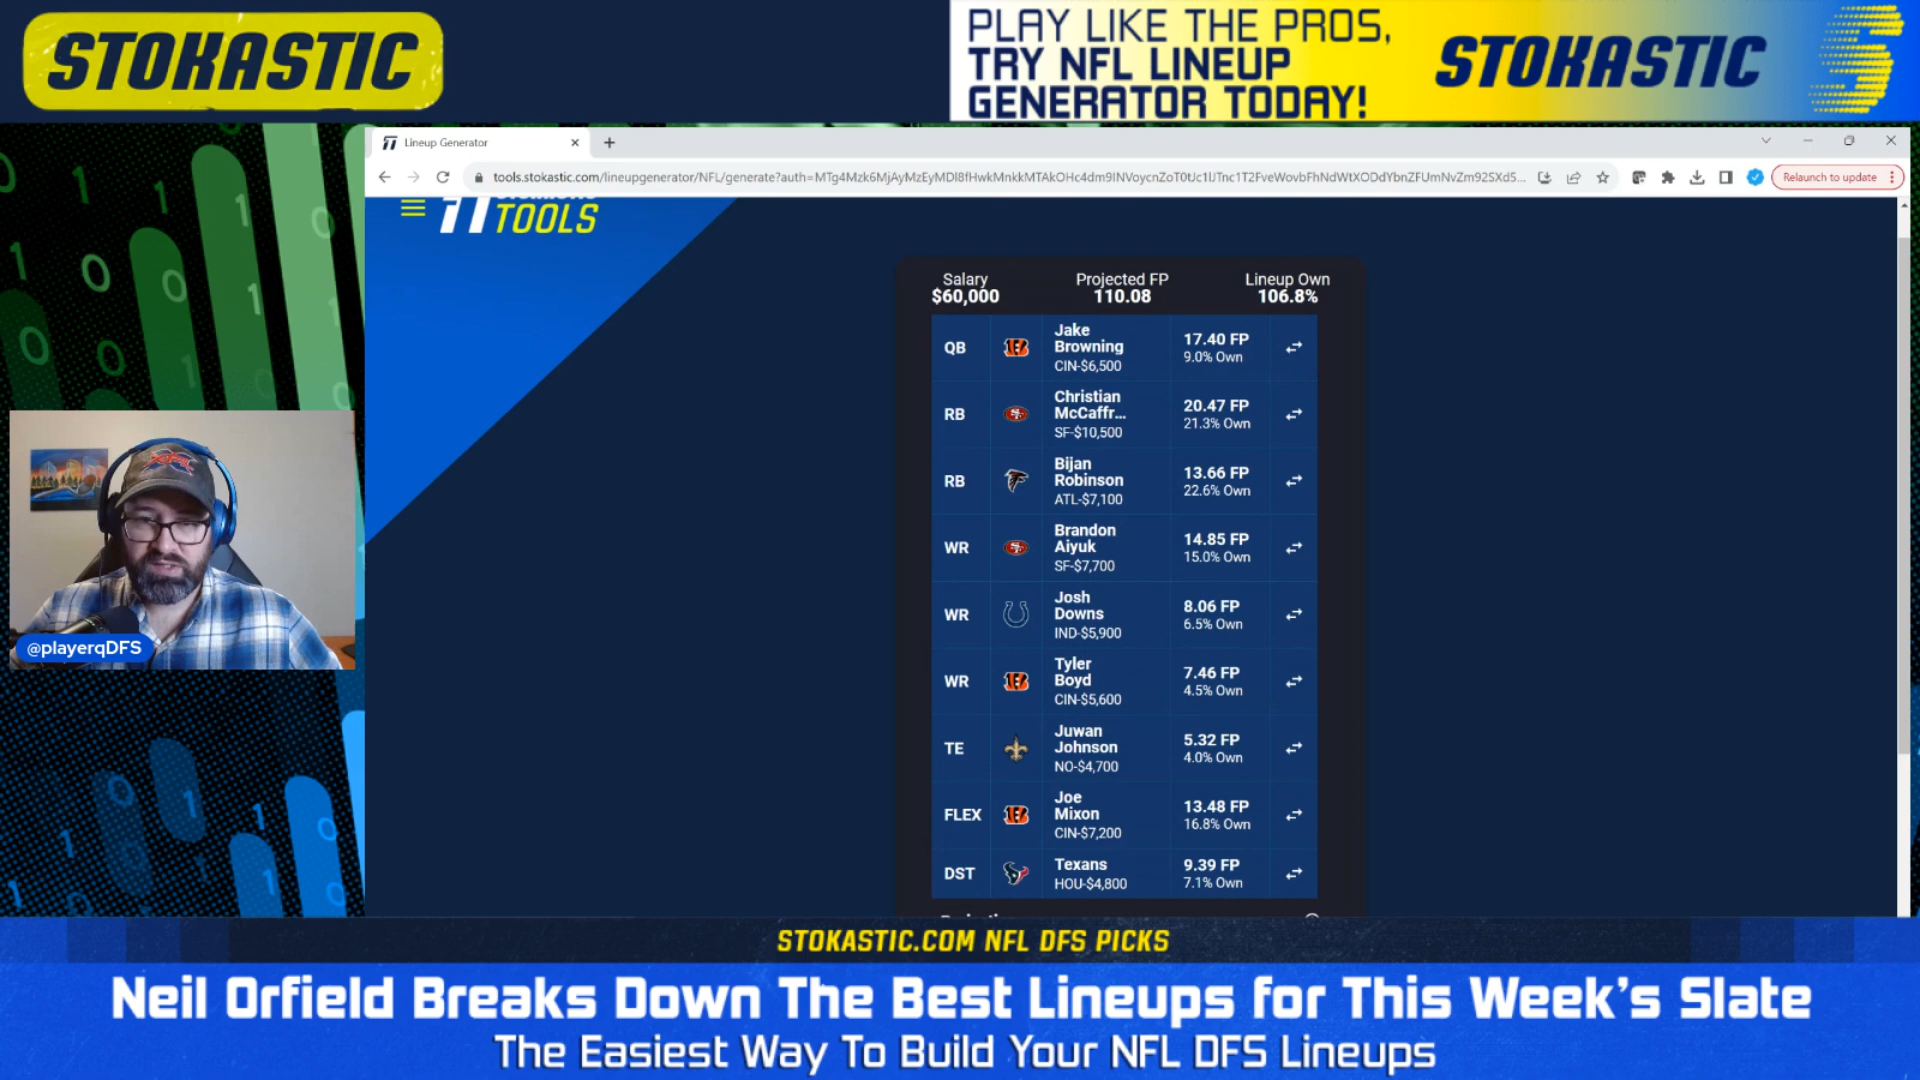 STOKASTIC
PLAY LIKE THE PROS,
TRY NFL LINEUP
GENERATOR TODAY!
STOKASTIC
Lineup Generator
Relaunch to update
TOOLS
Salary Projected FP Lineup Own
$60,000 110.08 106.8%
QB Jake Browning CIN-$6,500 17.40 FP 9.0% Own
RB Christian McCaffr... SF-$10,500 20.47 FP 21.3% Own
RB Bijan Robinson ATL-$7,100 13.66 FP 22.6% Own
WR Brandon Aiyuk SF-$7,700 14.85 FP 15.0% Own
WR Josh Downs IND-$5,900 8.06 FP 6.5% Own
WR Tyler Boyd CIN-$5,600 7.46 FP 4.5% Own
TE Juwan Johnson NO-$4,700 5.32 FP 4.0% Own
FLEX Joe Mixon CIN-$7,200 13.48 FP 16.8% Own
DST Texans HOU-$4,800 9.39 FP 7.1% Own
@playerqDFS
STOKASTIC.COM NFL DFS PICKS
Neil Orfield Breaks Down The Best Lineups for This Week's Slate
The Easiest Way To Build Your NFL DFS Lineups